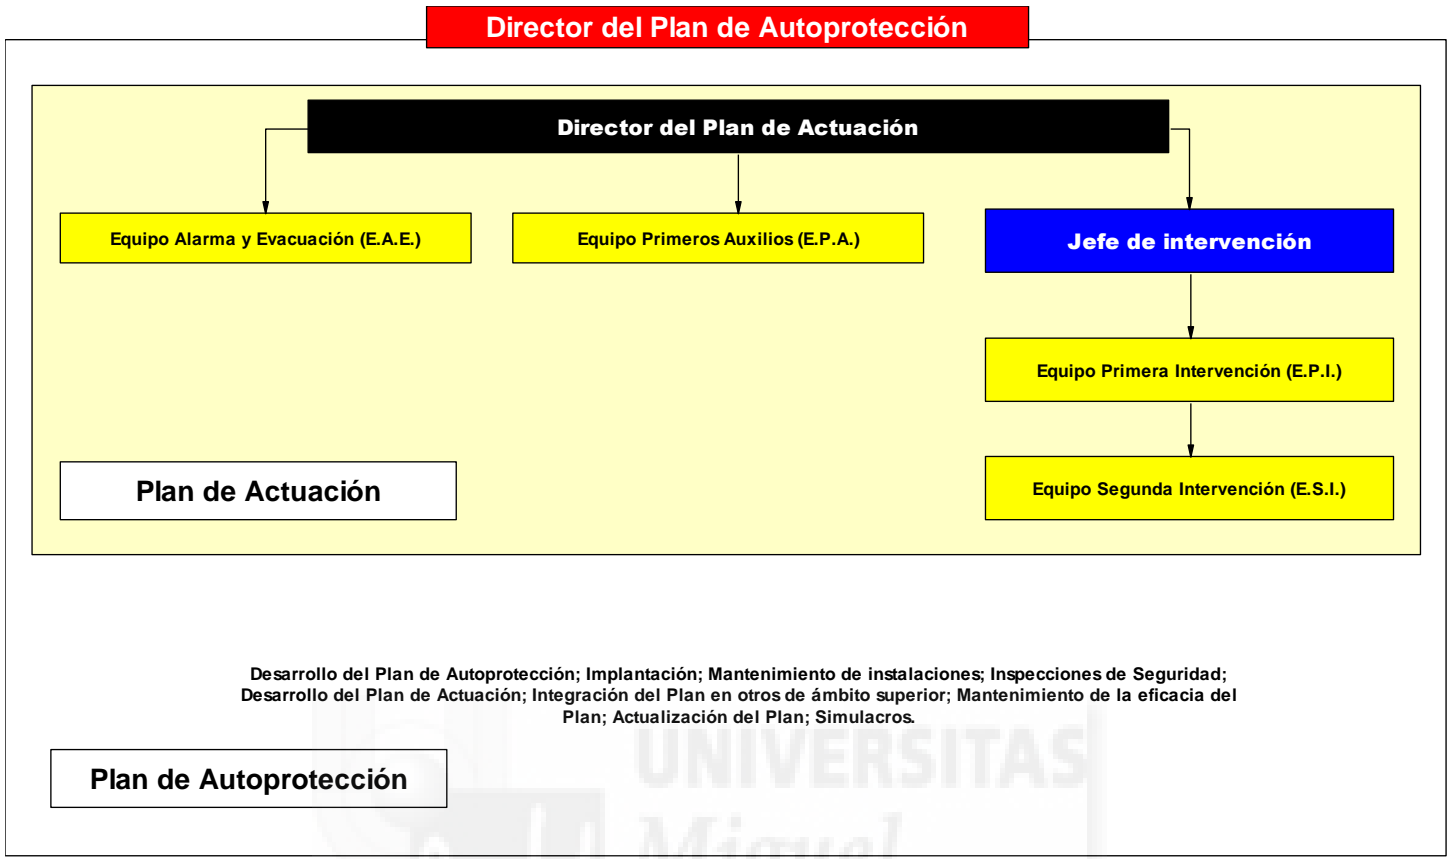 Director del Plan de Autoprotección
Director del Plan de Actuación
Equipo Alarma y Evacuación (E.A.E.)
Equipo Primeros Auxilios (E.P.A.)
Jefe de intervención
Equipo Primera Intervención (E.P.I.)
Equipo Segunda Intervención (E.S.I.)
Plan de Actuación
Desarrollo del Plan de Autoprotección; Implantación; Mantenimiento de instalaciones; Inspecciones de Seguridad;
Desarrollo del Plan de Actuación; Integración del Plan en otros de ámbito superior; Mantenimiento de la eficacia del
Plan; Actualización del Plan; Simulacros.
Plan de Autoprotección
UNIVERSITAS
Miguel